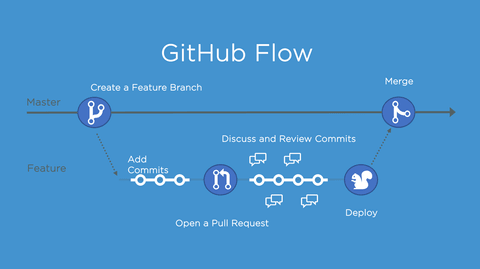 GitHub Flow
Create a Feature Branch
Merge
Master
Discuss and Review Commits
Add
Commits
Feature
Open a Pull Request
Deploy